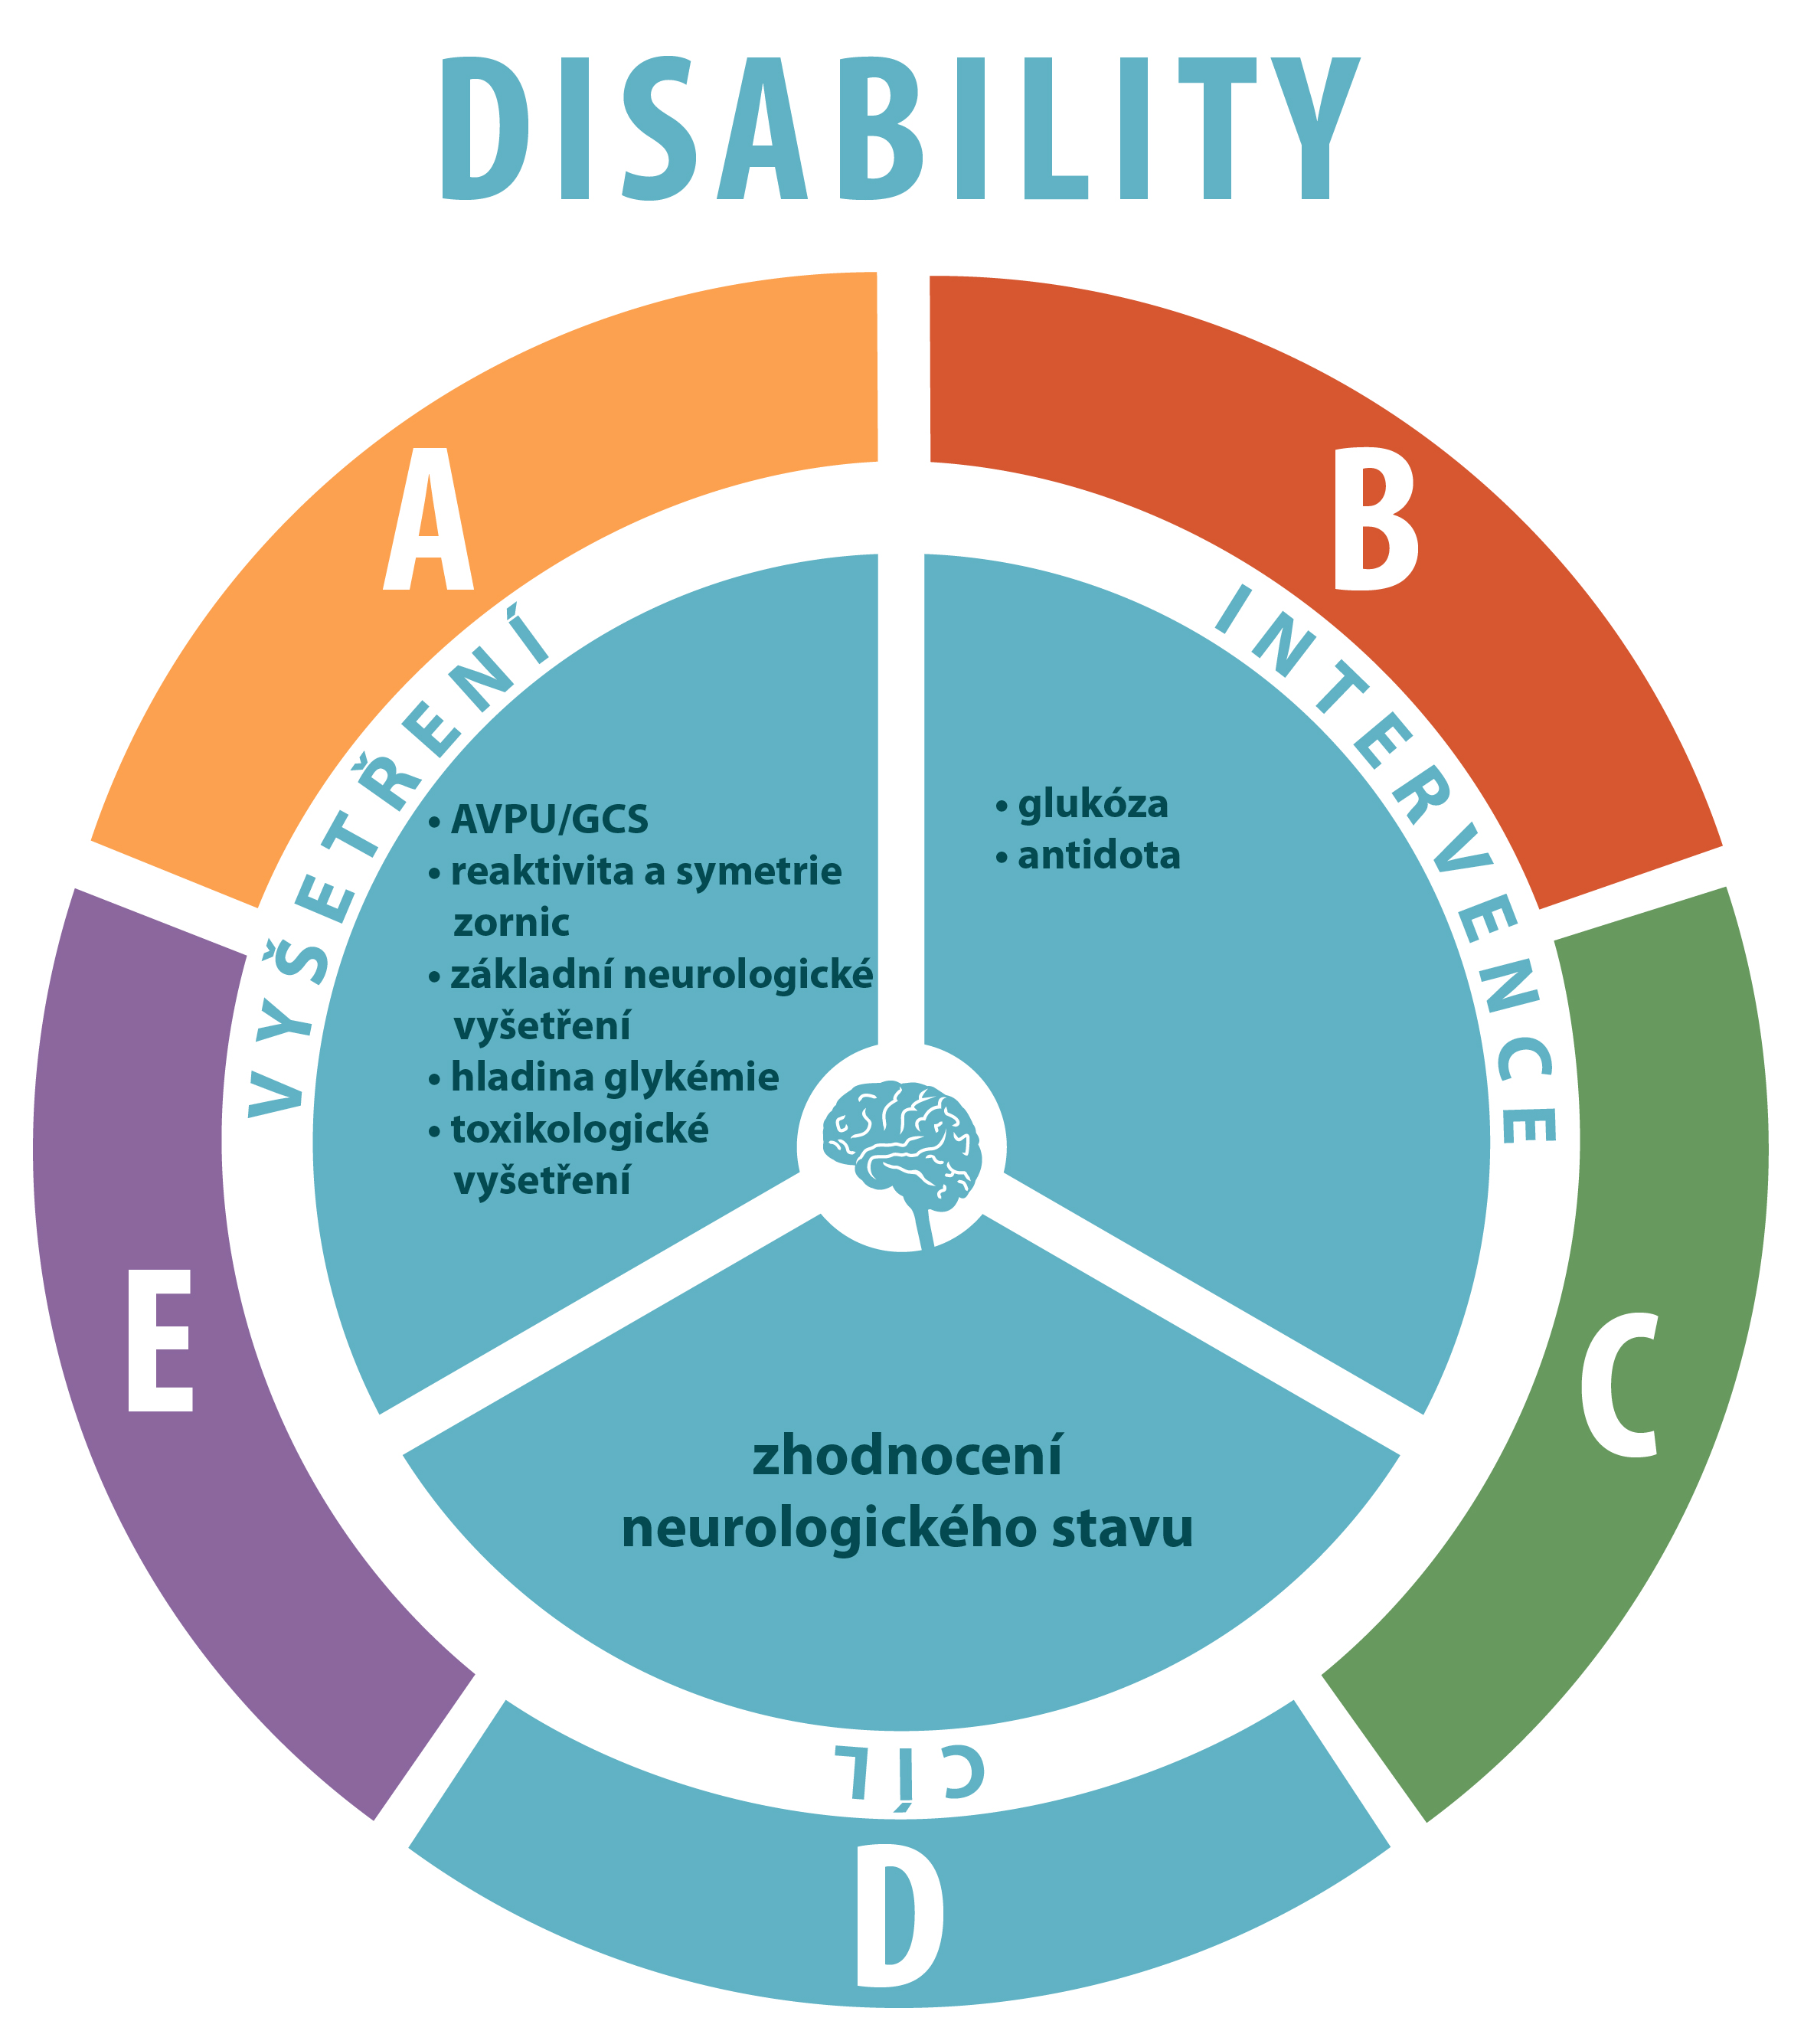 DISABILITY
A
B
VYŠETŘENÍ
INTERVENCE
• AVPU/GCS
• reaktivita a symetrie
zornic
• základní neurologické
vyšetření
• hladina glykémie
• toxikologické
vyšetření
• glukóza
• antidota
E
C
zhodnocení
neurologického stavu
CÍL
D